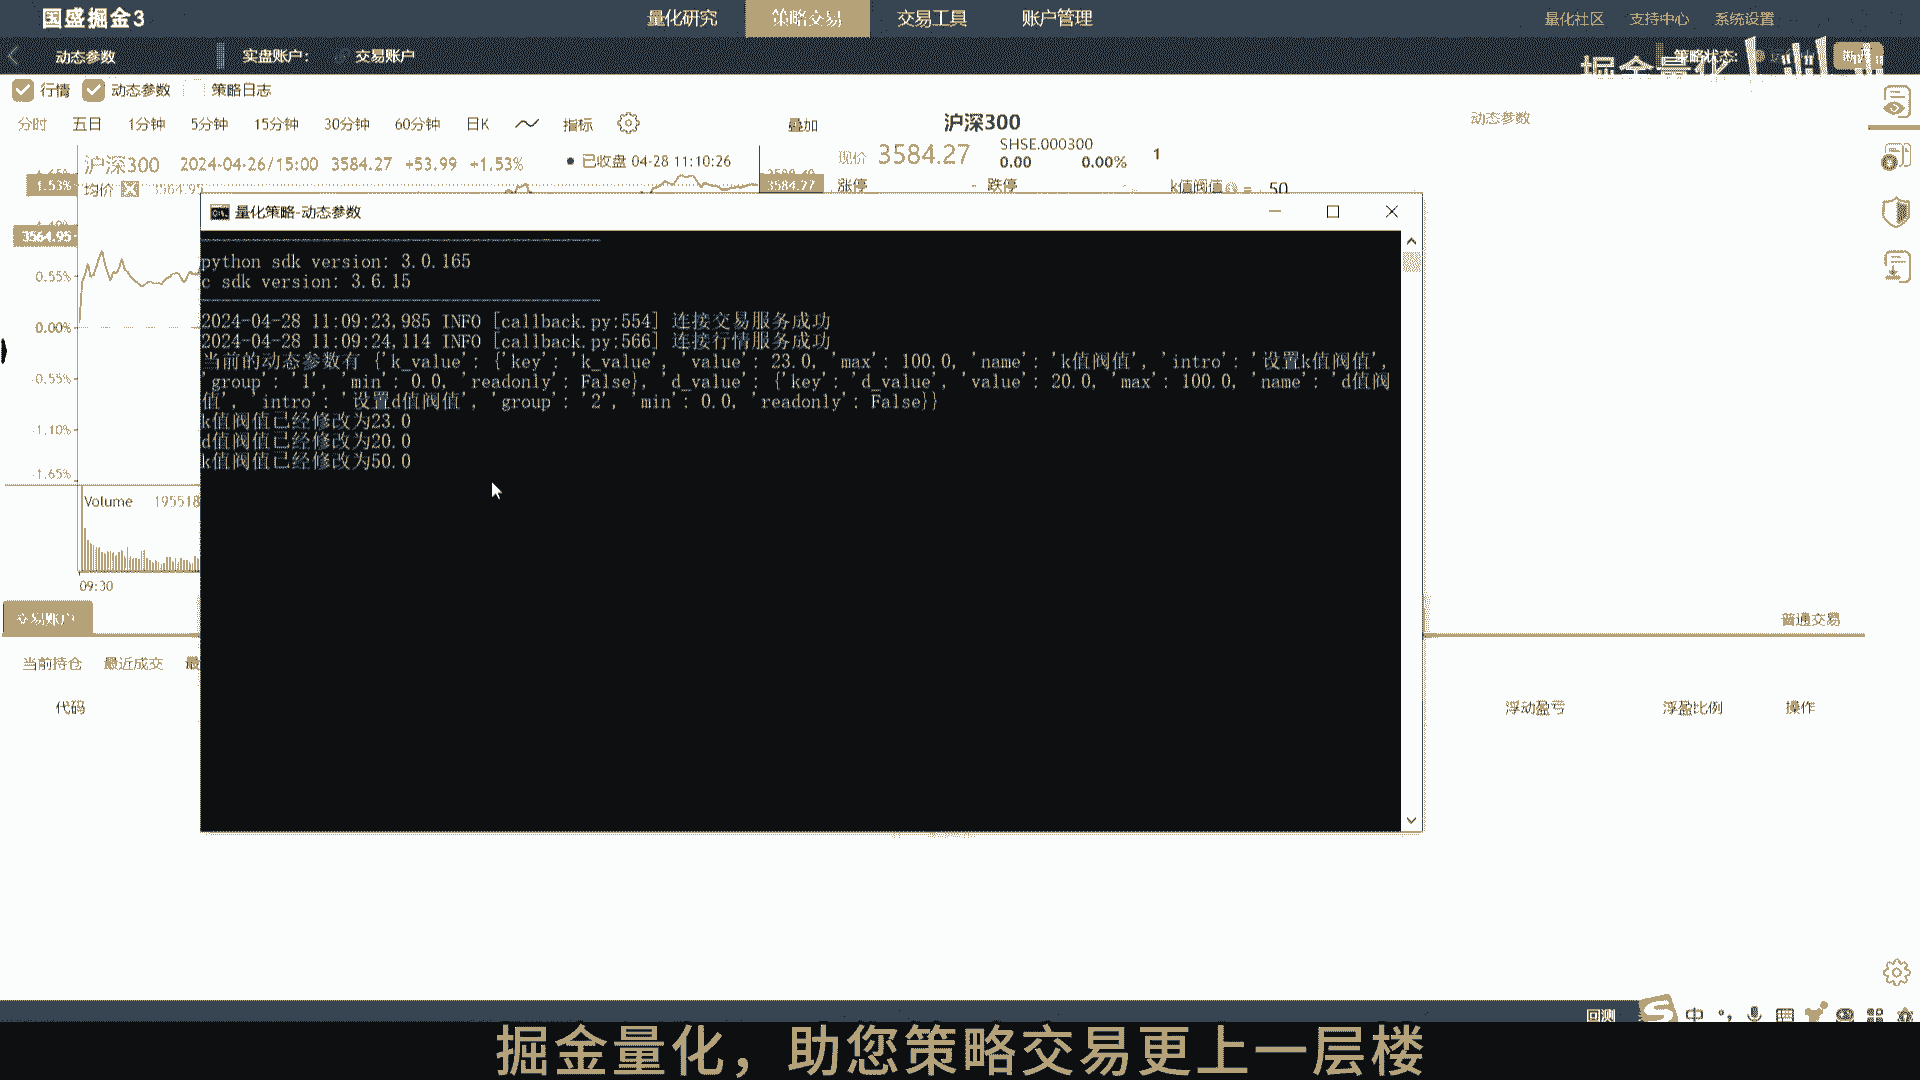 国盛掘金3 量化研究 策略交易 交易工具 账户管理 量化社区 支持中心 系统设置
动态参数 实盘账户： 交易账户 策略状态:
掘金量化
行情 动态参数 策略日志
分时 五日 1分钟 5分钟 15分钟 30分钟 60分钟 日K 指标 叠加 沪深300 动态参数
沪深300 2024-04-26/15:00 3584.27 +53.99 +1.53% 已收盘 04-28 11:10:26 现价 3584.27 SHSE.000300 1
0.00 0.00%
1.53% 均价 3564.95 3584.27 涨停 - 跌停 - k值阀值 = 50
量化策略-动态参数
3564.95
python sdk version: 3.0.165
0.55% c sdk version: 3.6.15
0.00% 2024-04-28 11:09:23,985 INFO [callback.py:554] 连接交易服务成功
2024-04-28 11:09:24,114 INFO [callback.py:566] 连接行情服务成功
当前的动态参数有 {'k_value': {'key': 'k_value', 'value': 23.0, 'max': 100.0, 'name': 'k值阀值', 'intro': '设置k值阀值',
-0.55% 'group': '1', 'min': 0.0, 'readonly': False}, 'd_value': {'key': 'd_value', 'value': 20.0, 'max': 100.0, 'name': 'd值阀
值', 'intro': '设置d值阀值', 'group': '2', 'min': 0.0, 'readonly': False}}
-1.10% k值阀值已经修改为23.0
d值阀值已经修改为20.0
k值阀值已经修改为50.0
-1.65%
Volume 195518
09:30
交易账户 普通交易
当前持仓 最近成交 最
代码 浮动盈亏 浮盈比例 操作
回测 中
掘金量化，助您策略交易更上一层楼